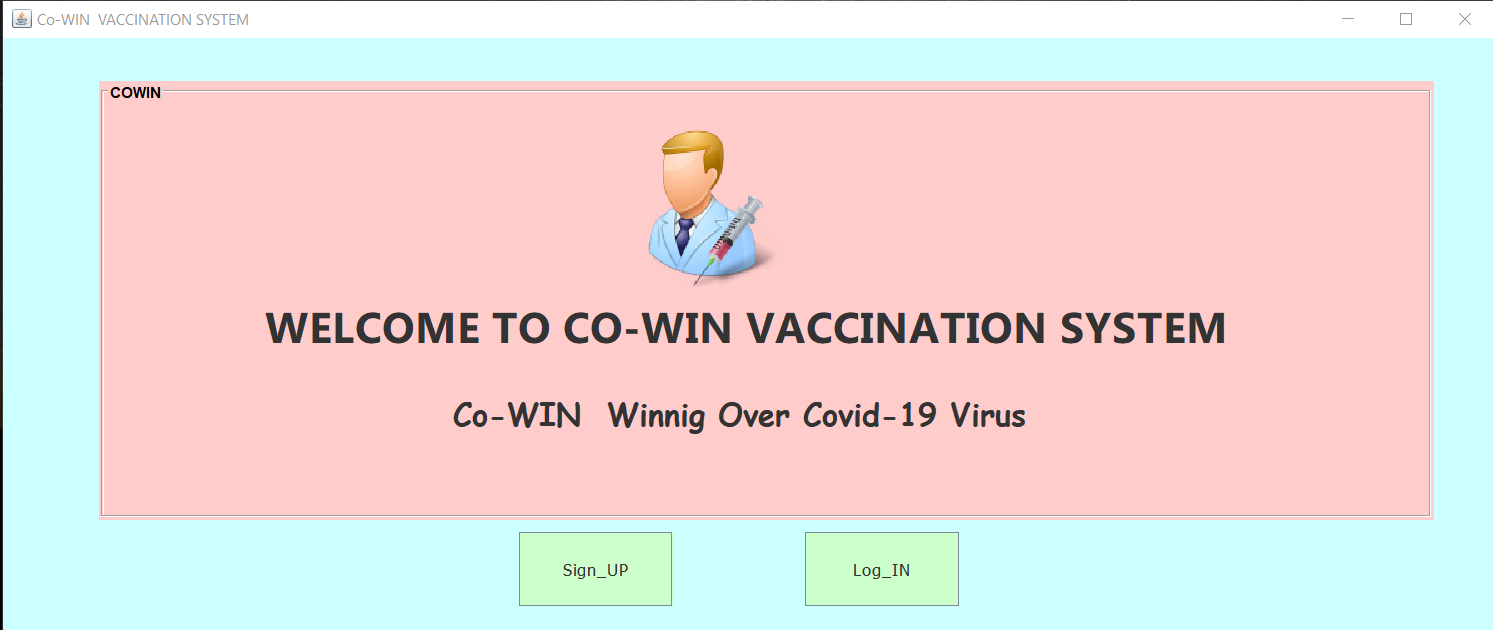 Co-WIN  VACCINATION SYSTEM
COWIN
WELCOME TO CO-WIN VACCINATION SYSTEM
Co-WIN  Winnig Over Covid-19 Virus
Sign_UP
Log_IN